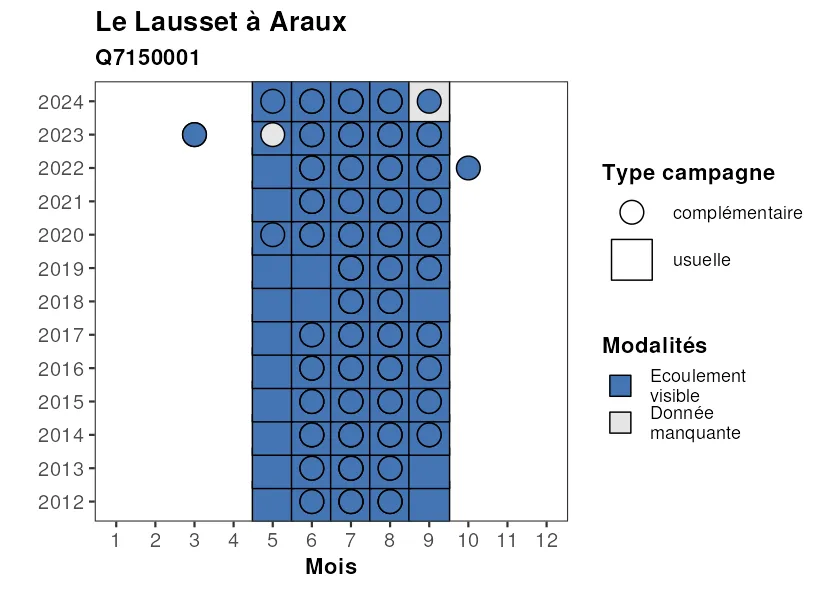 Le Lausset à Araux
Q7150001
2024
2023
2022
2021
2020
2019
2018
2017
2016
2015
2014
2013
2012
1 2 3 4 5 6 7 8 9 10 11 12
Mois
Type campagne
complémentaire
usuelle
Modalités
Ecoulement
visible
Donnée
manquante